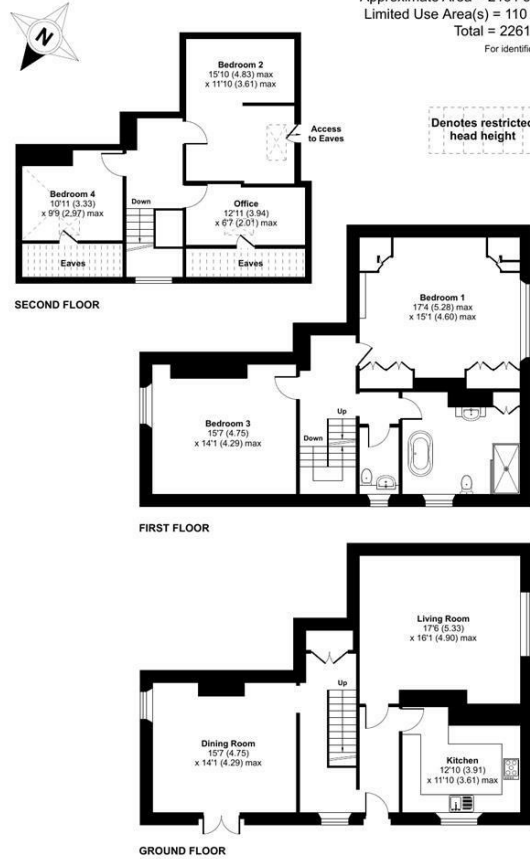 Limited Use Area(s) = 110
Total = 2261
For identific
N
Bedroom 2
15'10 (4.83) max
x 11'10 (3.61) max
Access
to Eaves
Denotes restricted
head height
Bedroom 4
10'11 (3.33)
x 9'9 (2.97) max
Down
Office
12'11 (3.94)
x 6'7 (2.01) max
Eaves
Eaves
SECOND FLOOR
Bedroom 1
17'4 (5.28) max
x 15'1 (4.60) max
Bedroom 3
15'7 (4.75)
x 14'1 (4.29) max
Up
Down
FIRST FLOOR
Living Room
17'6 (5.33)
x 16'1 (4.90) max
Up
Dining Room
15'7 (4.75)
x 14'1 (4.29) max
Kitchen
12'10 (3.91)
x 11'10 (3.61) max
GROUND FLOOR